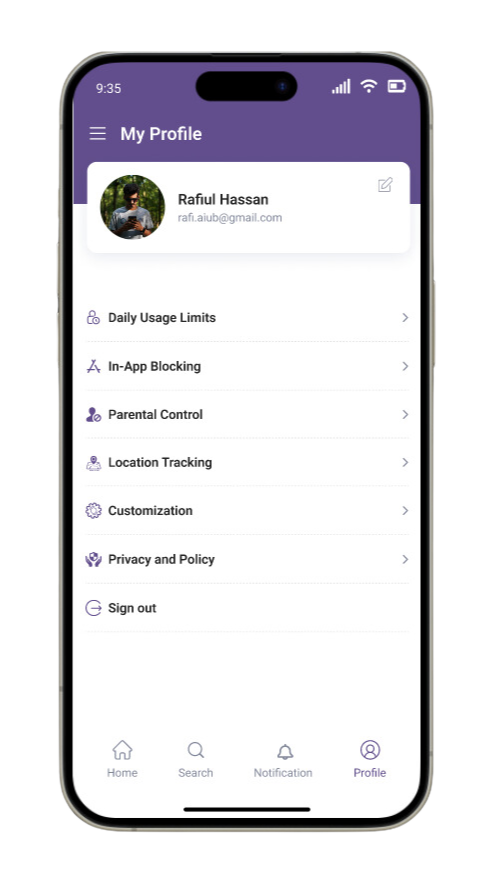 9:35
My Profile
Rafiul Hassan
rafi.aiub@gmail.com
Daily Usage Limits
In-App Blocking
Parental Control
Location Tracking
Customization
Privacy and Policy
Sign out
Home Search Notification Profile